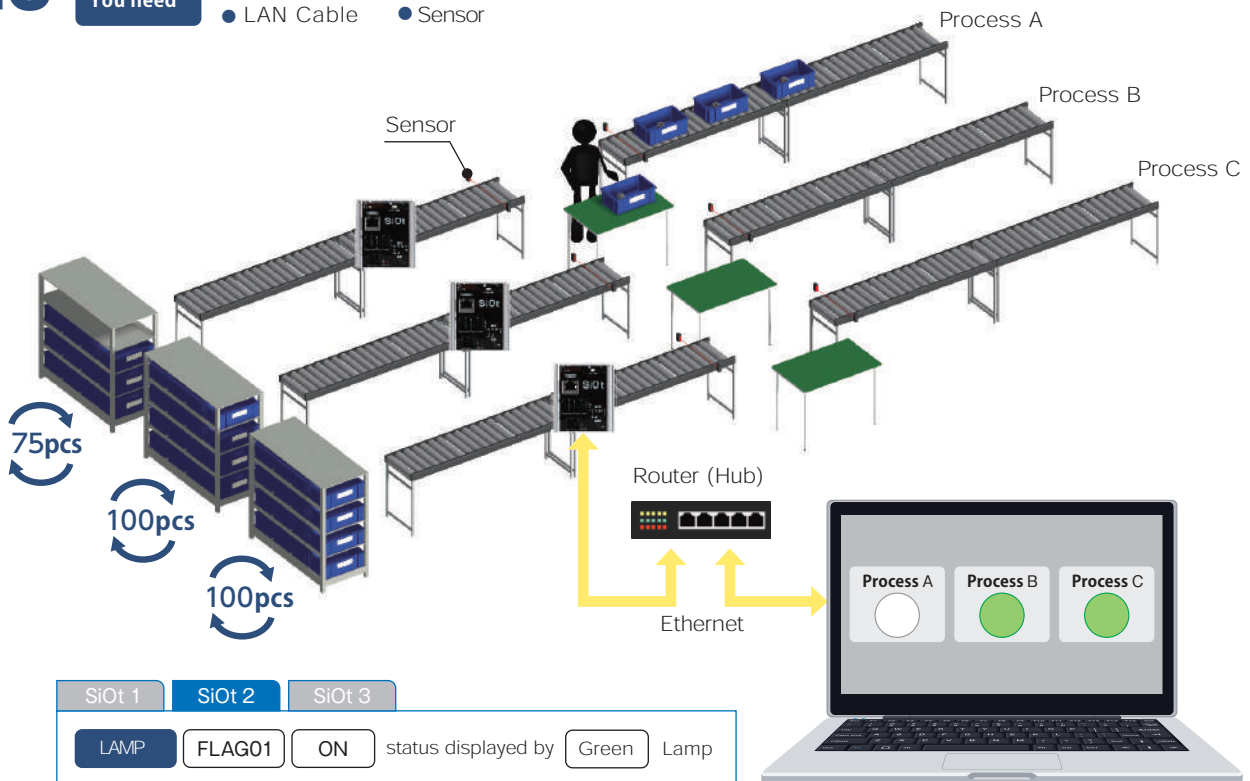 You need
● LAN Cable
● Sensor
Process A
Process B
Process C
Sensor
SiOt
SiOt
SiOt
75pcs
100pcs
100pcs
Router (Hub)
Ethernet
Process A
Process B
Process C
SiOt 1
SiOt 2
SiOt 3
LAMP FLAG01 ON status displayed by Green Lamp